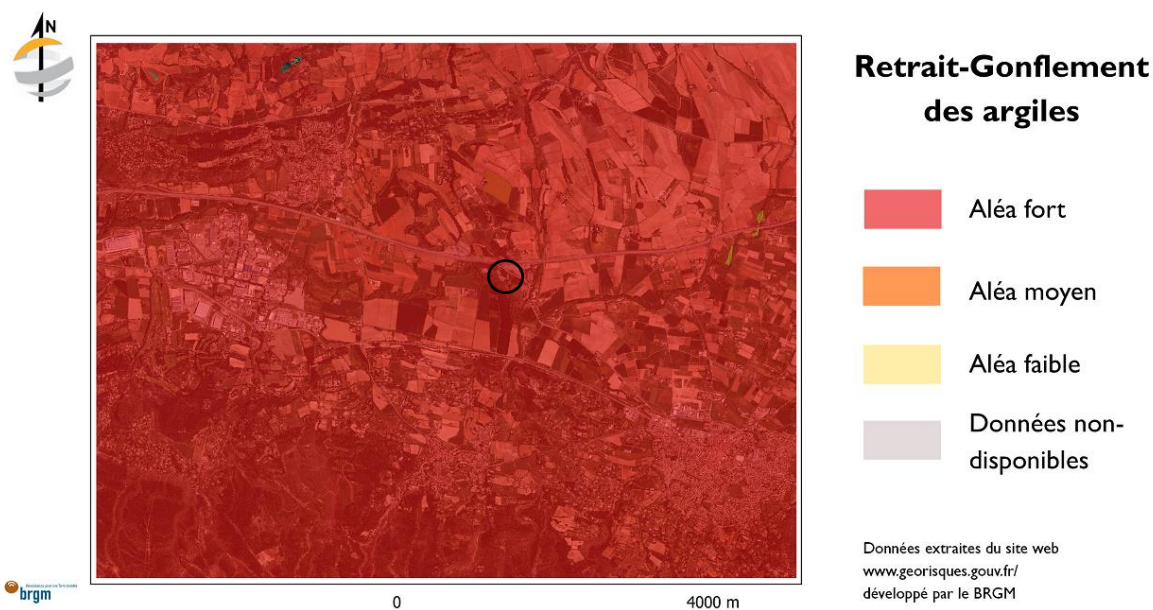 N
Retrait-Gonflement
des argiles
Aléa fort
Aléa moyen
Aléa faible
Données non-
disponibles
Données extraites du site web
www.georisques.gouv.fr/
développé par le BRGM
brgm
0 4000 m